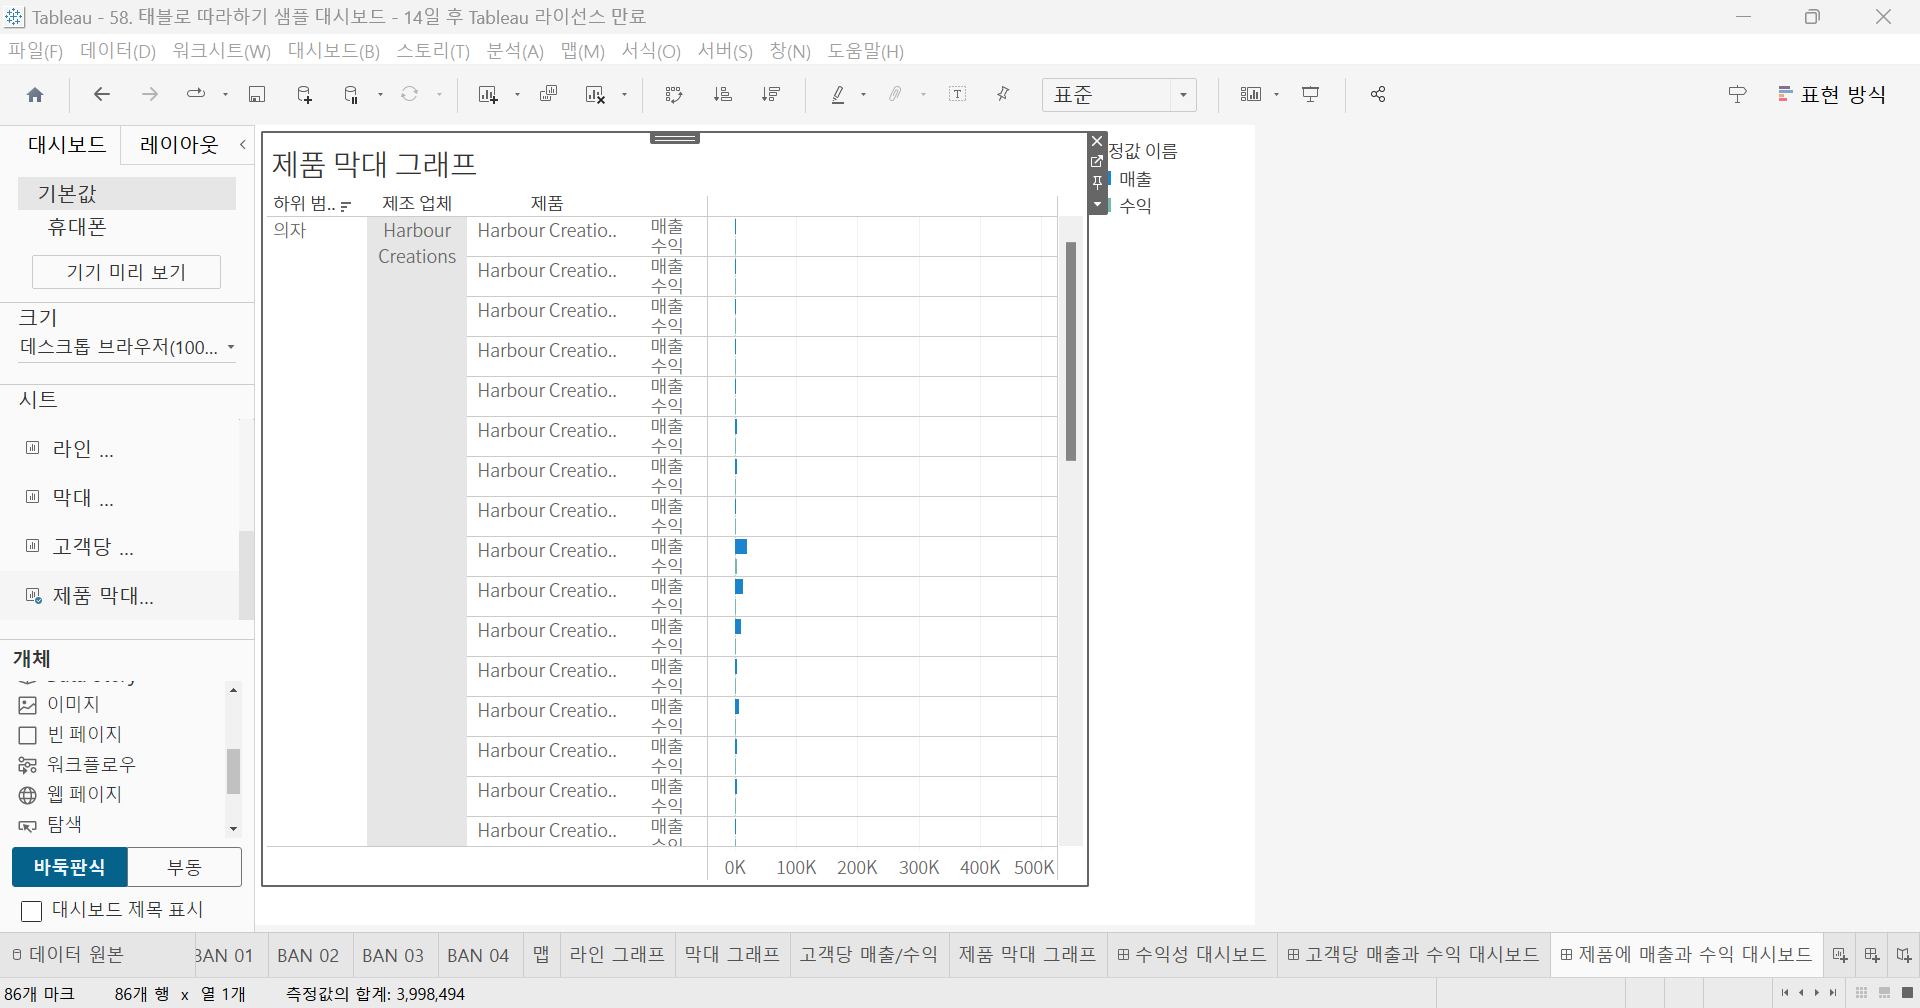 Tableau - 58. 태블로 따라하기 샘플 대시보드 - 14일 후 Tableau 라이선스 만료
파일(F) 데이터(D) 워크시트(W) 대시보드(B) 스토리(T) 분석(A) 맵(M) 서식(O) 서버(S) 창(N) 도움말(H)
표준
표현 방식
대시보드 레이아웃
기본값
휴대폰
기기 미리 보기
크기
데스크톱 브라우저(100...
시트
라인 ...
막대 ...
고객당 ...
제품 막대...
개체
이미지
빈 페이지
워크플로우
웹 페이지
탐색
바둑판식 부동
대시보드 제목 표시
제품 막대 그래프
하위 범.. 제조 업체 제품
의자 Harbour Creations
Harbour Creatio.. 매출
수익
Harbour Creatio.. 매출
수익
Harbour Creatio.. 매출
수익
Harbour Creatio.. 매출
수익
Harbour Creatio.. 매출
수익
Harbour Creatio.. 매출
수익
Harbour Creatio.. 매출
수익
Harbour Creatio.. 매출
수익
Harbour Creatio.. 매출
수익
Harbour Creatio.. 매출
수익
Harbour Creatio.. 매출
수익
Harbour Creatio.. 매출
수익
Harbour Creatio.. 매출
수익
Harbour Creatio.. 매출
수익
Harbour Creatio.. 매출
수익
Harbour Creatio.. 매출
0K 100K 200K 300K 400K 500K
정값 이름
매출
수익
데이터 원본 BAN 01 BAN 02 BAN 03 BAN 04 맵 라인 그래프 막대 그래프 고객당 매출/수익 제품 막대 그래프 수익성 대시보드 고객당 매출과 수익 대시보드 제품에 매출과 수익 대시보드
86개 마크 86개 행 x 열 1개 측정값의 합계: 3,998,494